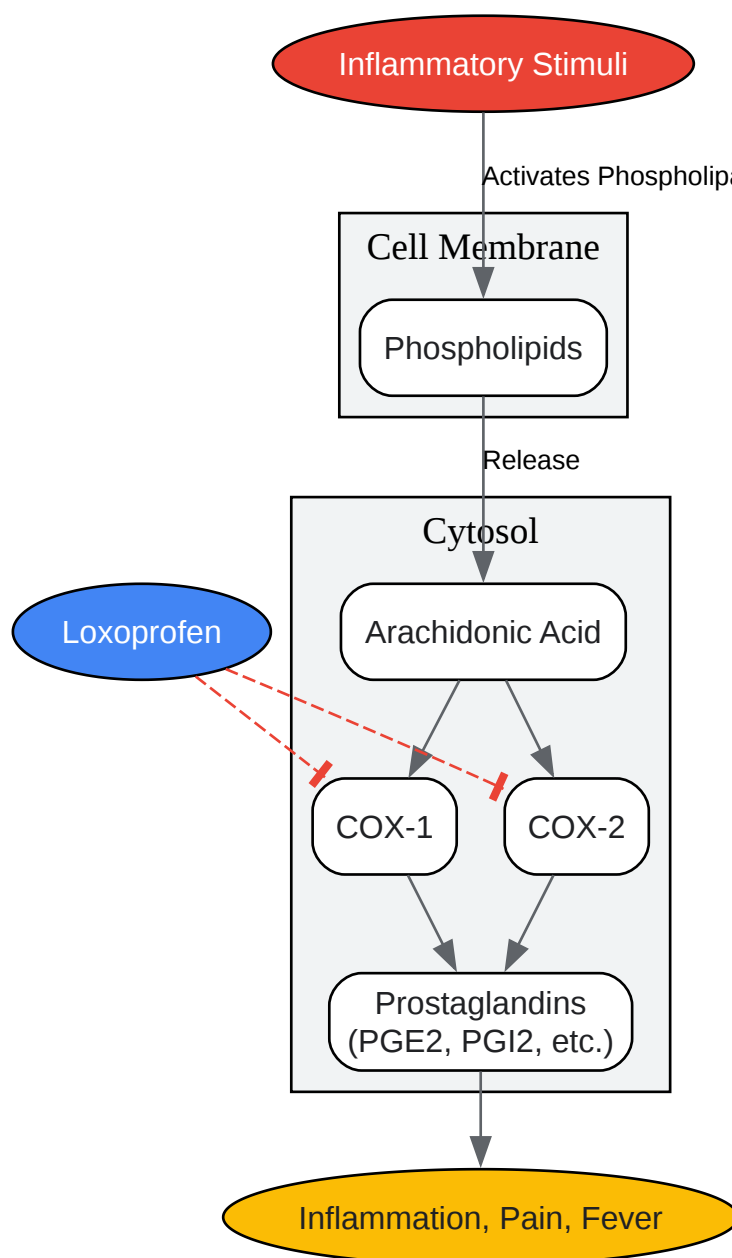 Inflammatory Stimuli
Activates Phospholipa
Cell Membrane
Phospholipids
Release
Cytosol
Loxoprofen
Arachidonic Acid
COX-1
COX-2
Prostaglandins
(PGE2, PGI2, etc.)
Inflammation, Pain, Fever